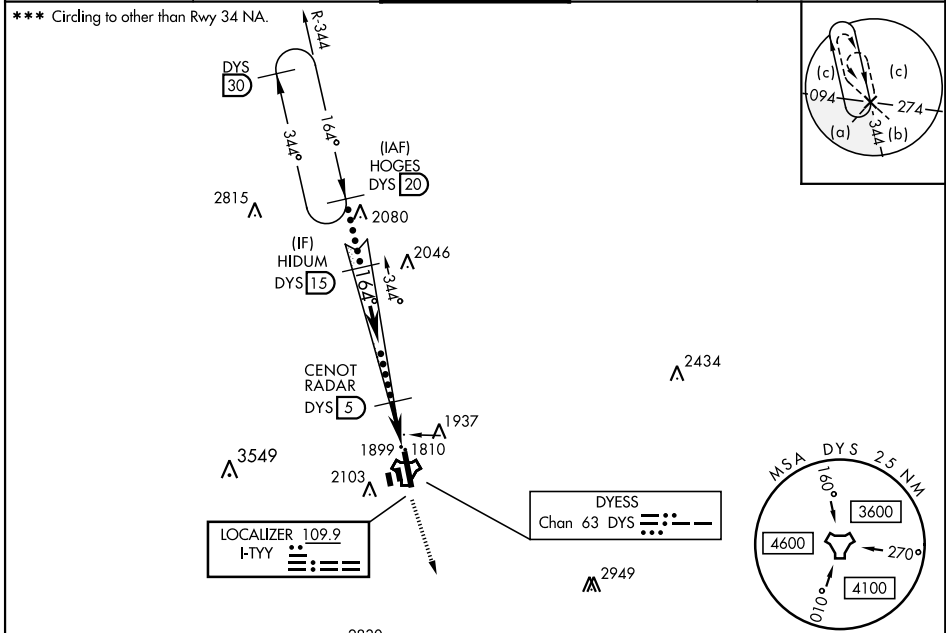 *** Circling to other than Rwy 34 NA.
R-344
DYS
30
344°
164°
(IAF)
HOGES
DYS 20
2815
2080
(IF)
HIDUM
DYS 15
2046
164°
344°
CENOT
RADAR
DYS 5
2434
1937
1899
1810
3549
2103
LOCALIZER 109.9
I-TYY
DYESS
Chan 63 DYS
2949
(c)
(c)
094
274
(a)
(b)
344
MSA DYS 25 NM
160°
3600
4600
270°
010°
4100